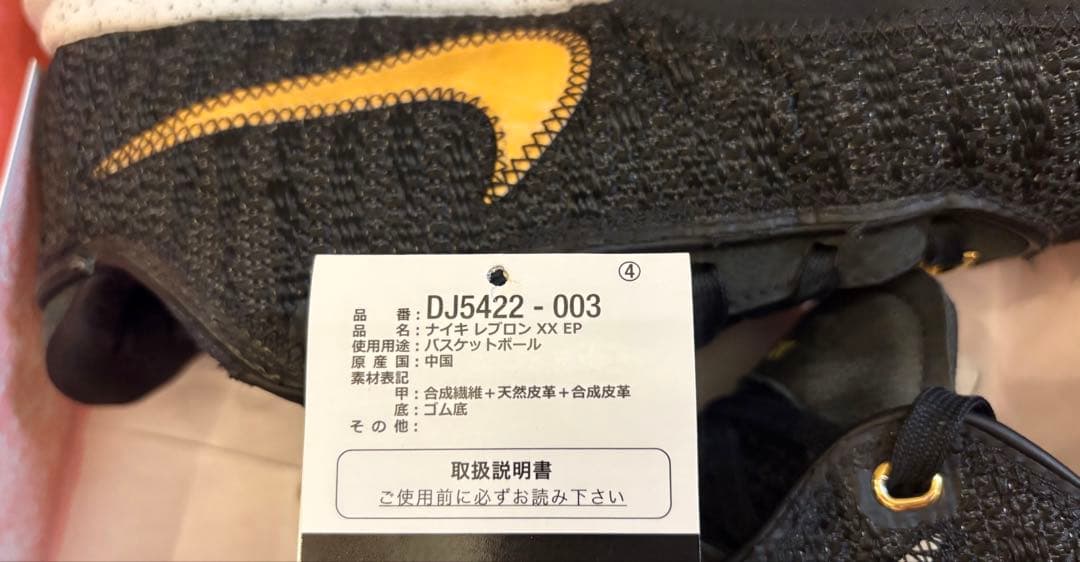 ④
品番：DJ5422-003
品名：ナイキ レブロン XX EP
使用用途：バスケットボール
原産国：中国
素材表記
甲：合成繊維＋天然皮革＋合成皮革
底：ゴム底
その他：
取扱説明書
ご使用前に必ずお読み下さい